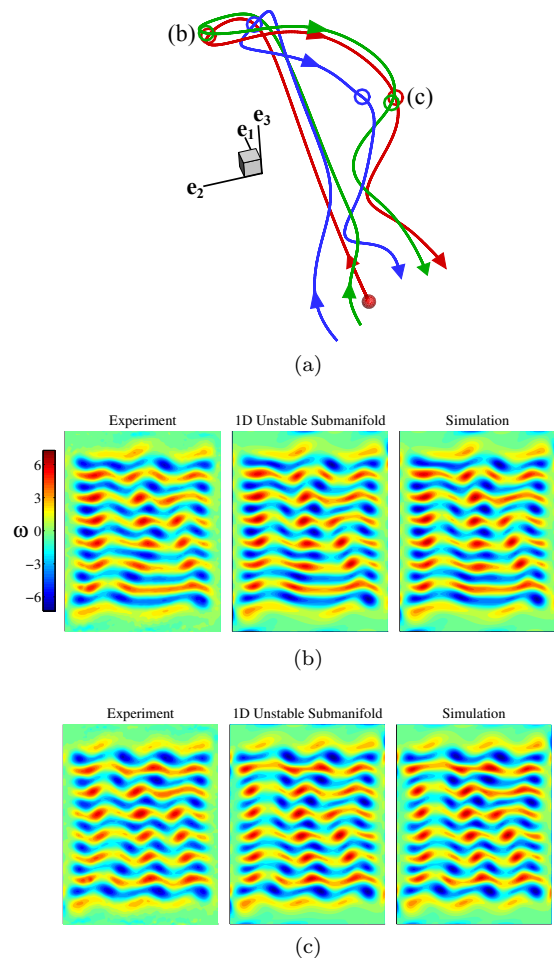 (b)
(c)
e3
e1
e2
(a)
Experiment 1D Unstable Submanifold Simulation
6
3
ω 0
−3
−6
(b)
Experiment 1D Unstable Submanifold Simulation
(c)